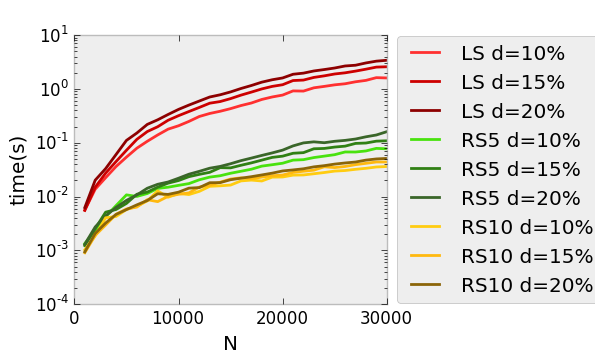 10^1
10^0
10^-1
10^-2
10^-3
10^-4
time(s)
0 10000 20000 30000
N
LS d=10%
LS d=15%
LS d=20%
RS5 d=10%
RS5 d=15%
RS5 d=20%
RS10 d=10%
RS10 d=15%
RS10 d=20%